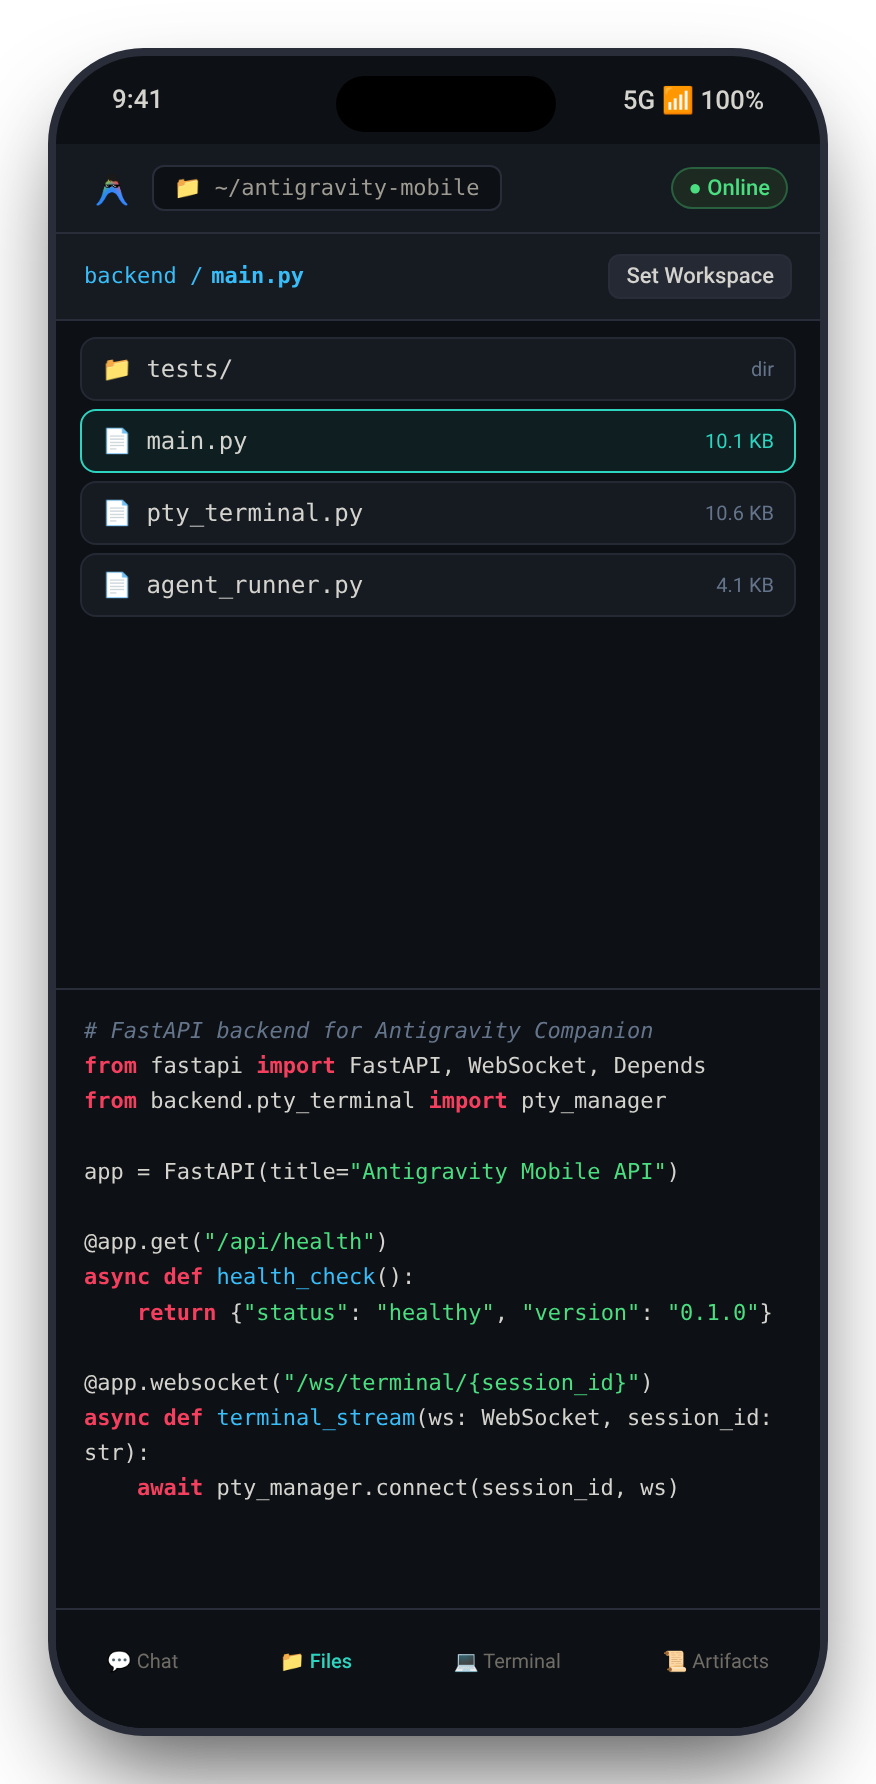 9:41
5G 100%
~/antigravity-mobile
● Online
backend / main.py
Set Workspace
tests/ dir
main.py 10.1 KB
pty_terminal.py 10.6 KB
agent_runner.py 4.1 KB
# FastAPI backend for Antigravity Companion
from fastapi import FastAPI, WebSocket, Depends
from backend.pty_terminal import pty_manager
app = FastAPI(title="Antigravity Mobile API")
@app.get("/api/health")
async def health_check():
    return {"status": "healthy", "version": "0.1.0"}
@app.websocket("/ws/terminal/{session_id}")
async def terminal_stream(ws: WebSocket, session_id:
str):
    await pty_manager.connect(session_id, ws)
Chat
Files
Terminal
Artifacts